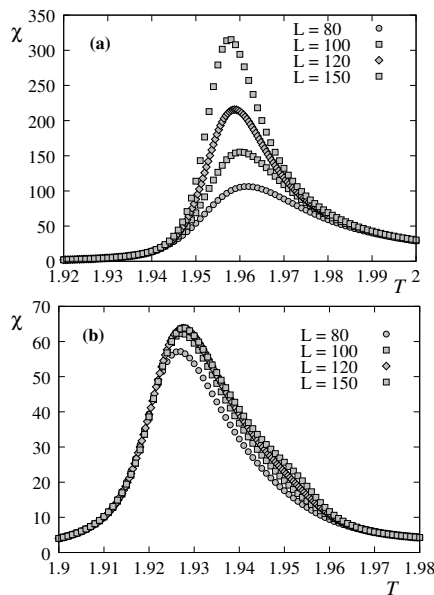 χ
350
300
250
200
150
100
50
0
(a)
L = 80
L = 100
L = 120
L = 150
1.92 1.93 1.94 1.95 1.96 1.97 1.98 1.99 2
T
χ
70
60
50
40
30
20
10
0
(b)
L = 80
L = 100
L = 120
L = 150
1.9 1.91 1.92 1.93 1.94 1.95 1.96 1.97 1.98
T